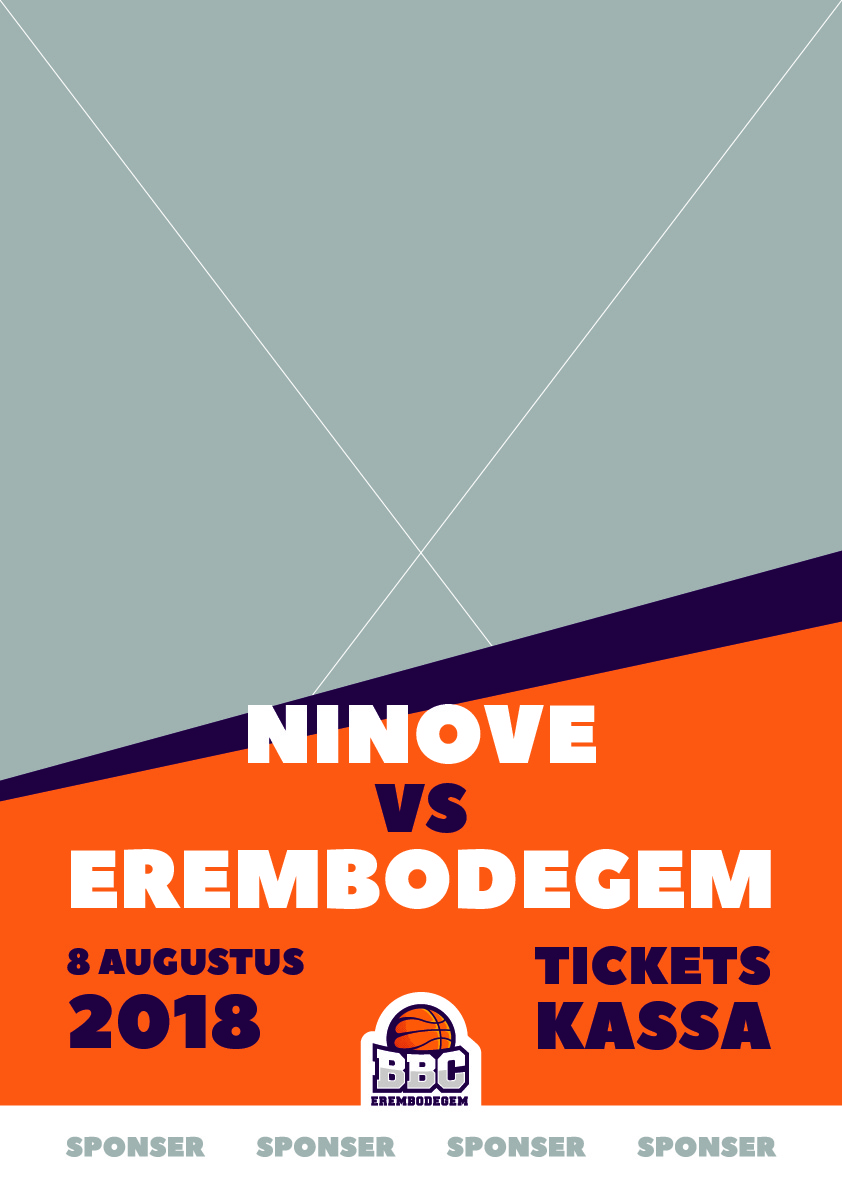 NINOVE
VS
EREMBODEGEM
8 AUGUSTUS
2018
TICKETS
KASSA
BBC
EREMBODEGEM
SPONSER SPONSER SPONSER SPONSER